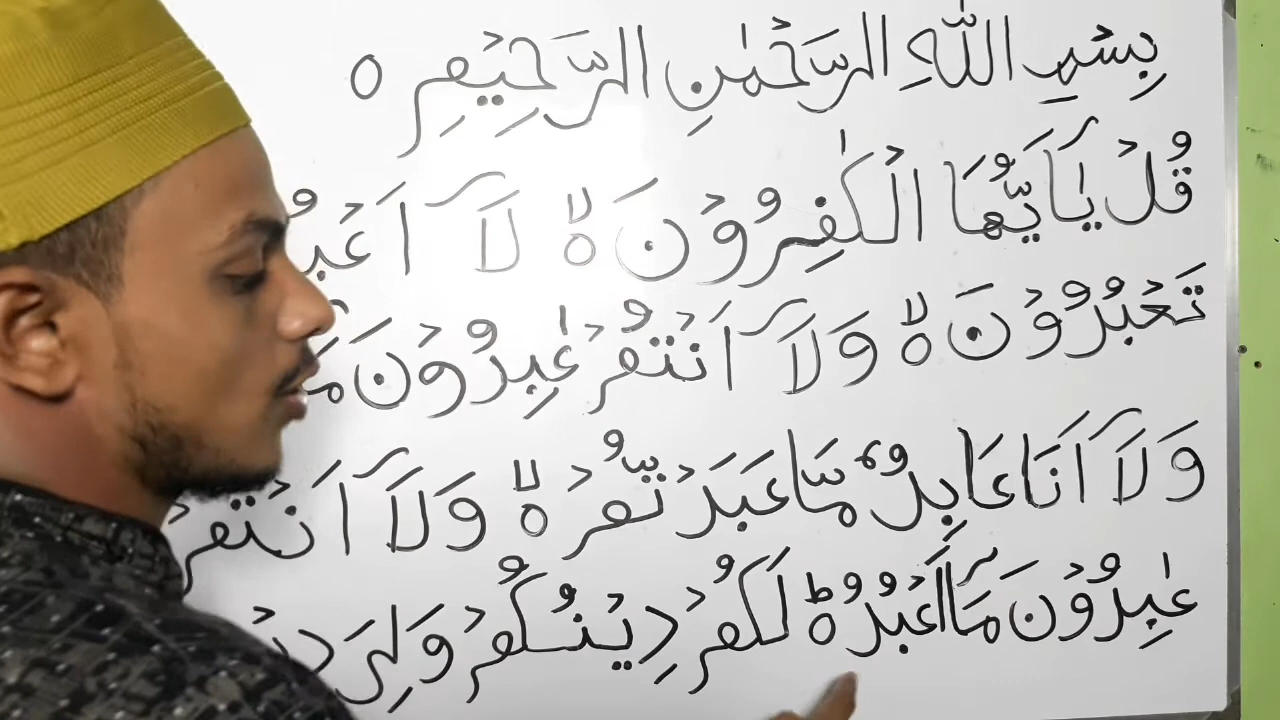 بِسْمِ اللّٰهِ الرَّحْمٰنِ الرَّحِيْمِ ○
قُلْ يٰٓاَيُّهَا الْكٰفِرُوْنَ ۙ لَآ اَعْبُ
تَعْبُدُوْنَ ۙ وَلَآ اَنْتُمْ عٰبِدُوْنَ مَ
وَلَآ اَنَا عَابِدٌ مَّا عَبَدْتُّمْ ۙ وَلَآ اَنْتُمْ
عٰبِدُوْنَ مَآ اَعْبُدُ ؕ لَكُمْ دِيْنُكُمْ وَلِيَ